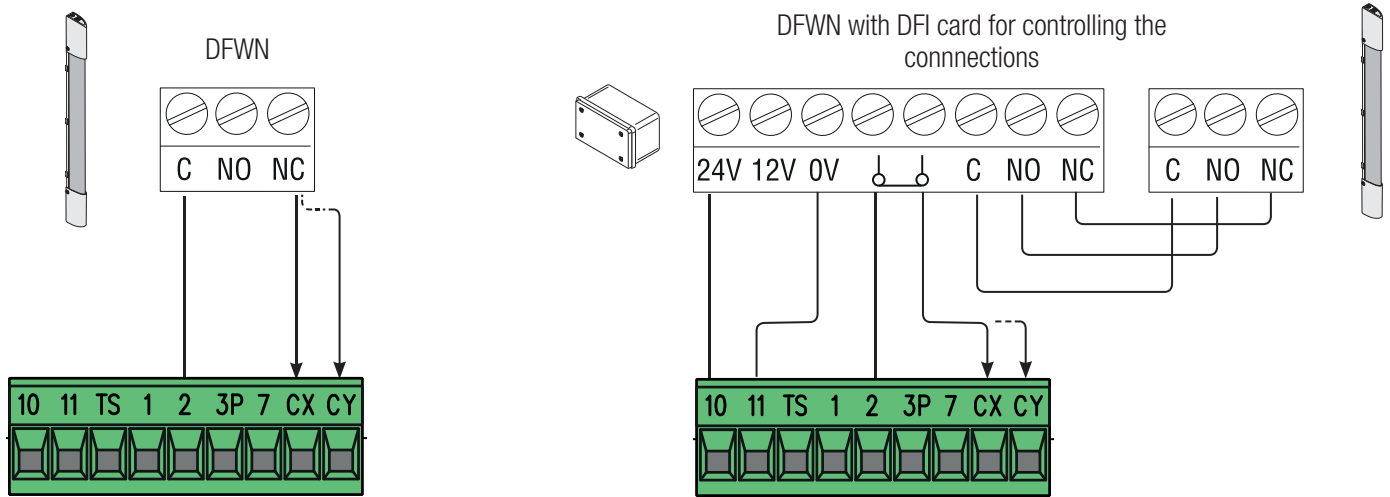 DFWN
C NO NC
10 11 TS 1 2 3P 7 CX CY
DFWN with DFI card for controlling the
connnections
24V 12V 0V C NO NC
C NO NC
10 11 TS 1 2 3P 7 CX CY